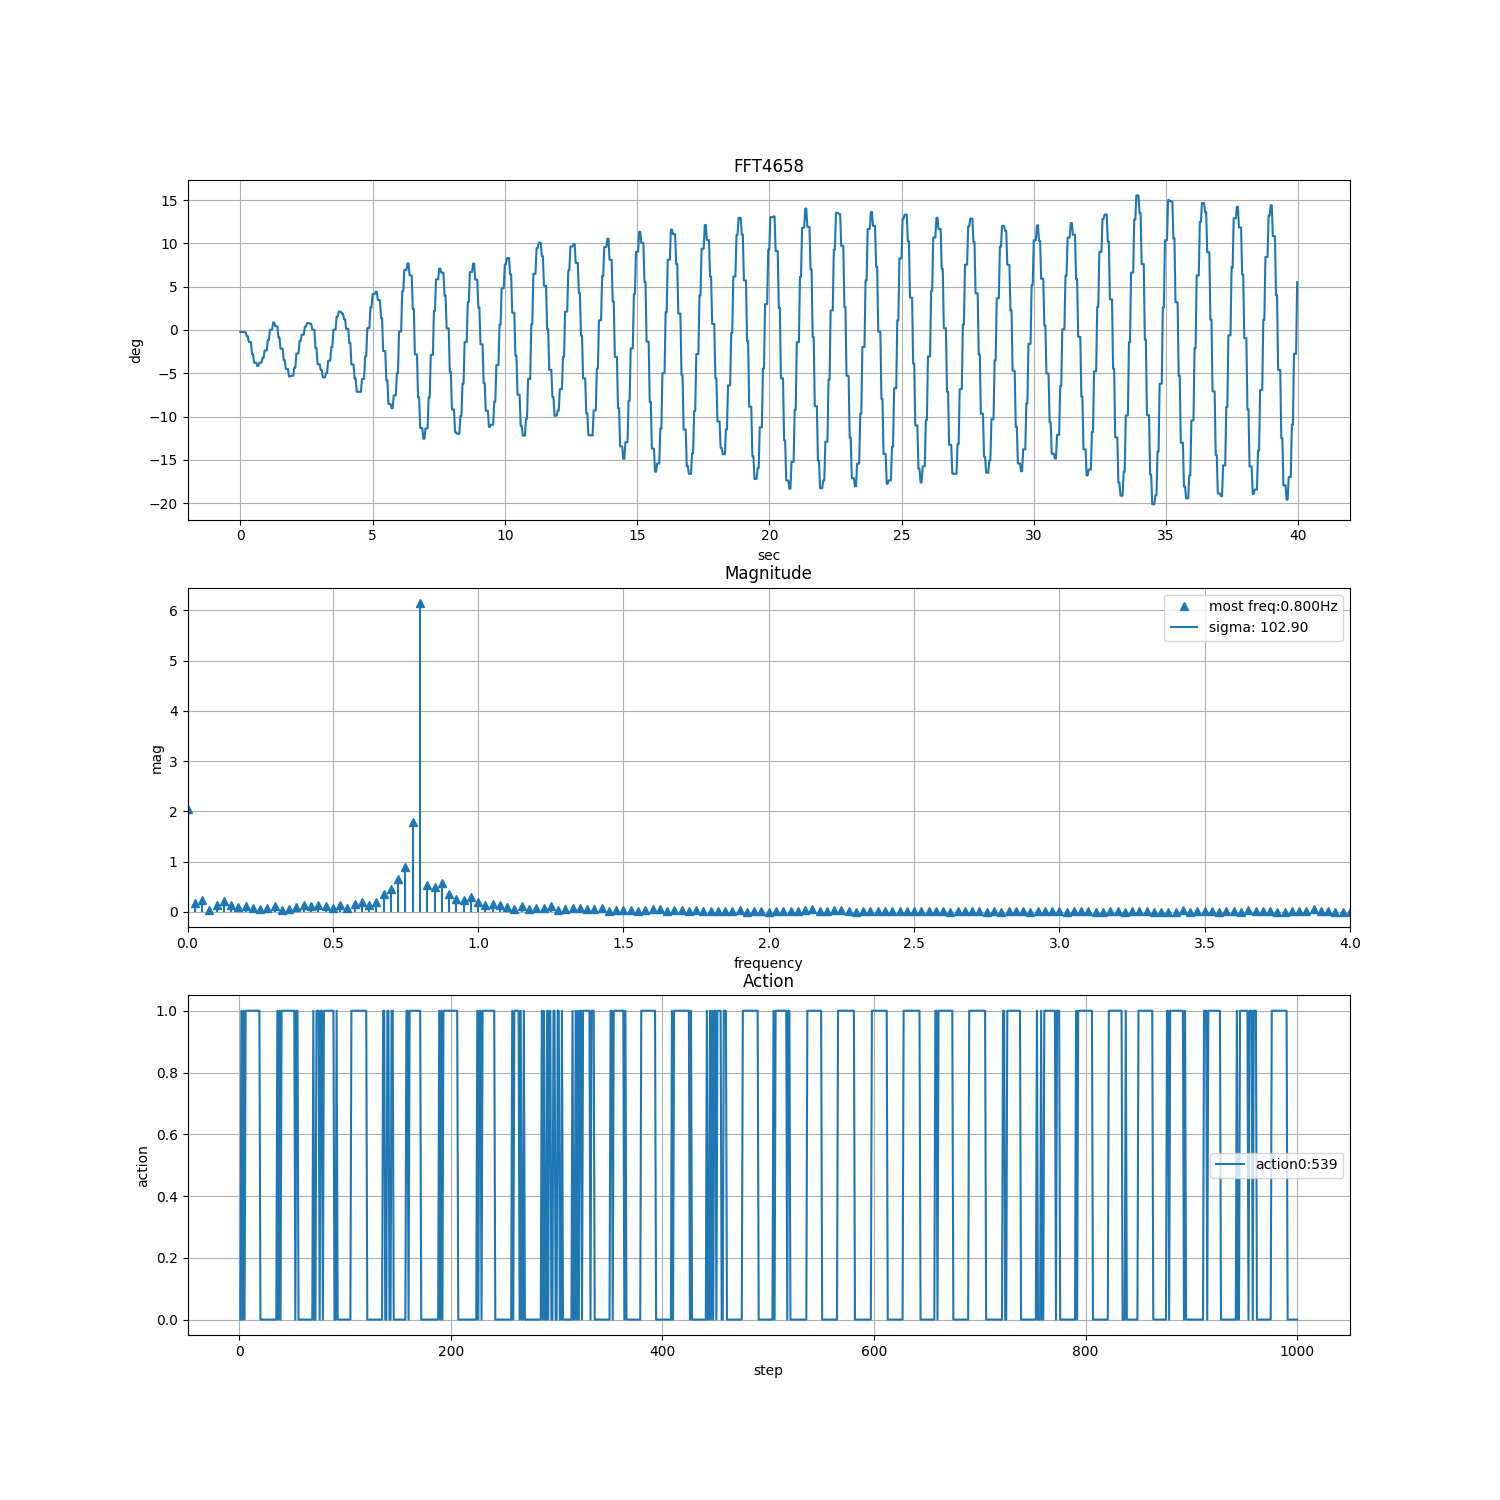 FFT4658
15
10
5
0
−5
−10
−15
−20
deg
0 5 10 15 20 25 30 35 40
sec
Magnitude
most freq:0.800Hz
sigma: 102.90
6
5
4
3
2
1
0
mag
0.0 0.5 1.0 1.5 2.0 2.5 3.0 3.5 4.0
frequency
Action
1.0
0.8
0.6
0.4
0.2
0.0
action
action0:539
0 200 400 600 800 1000
step